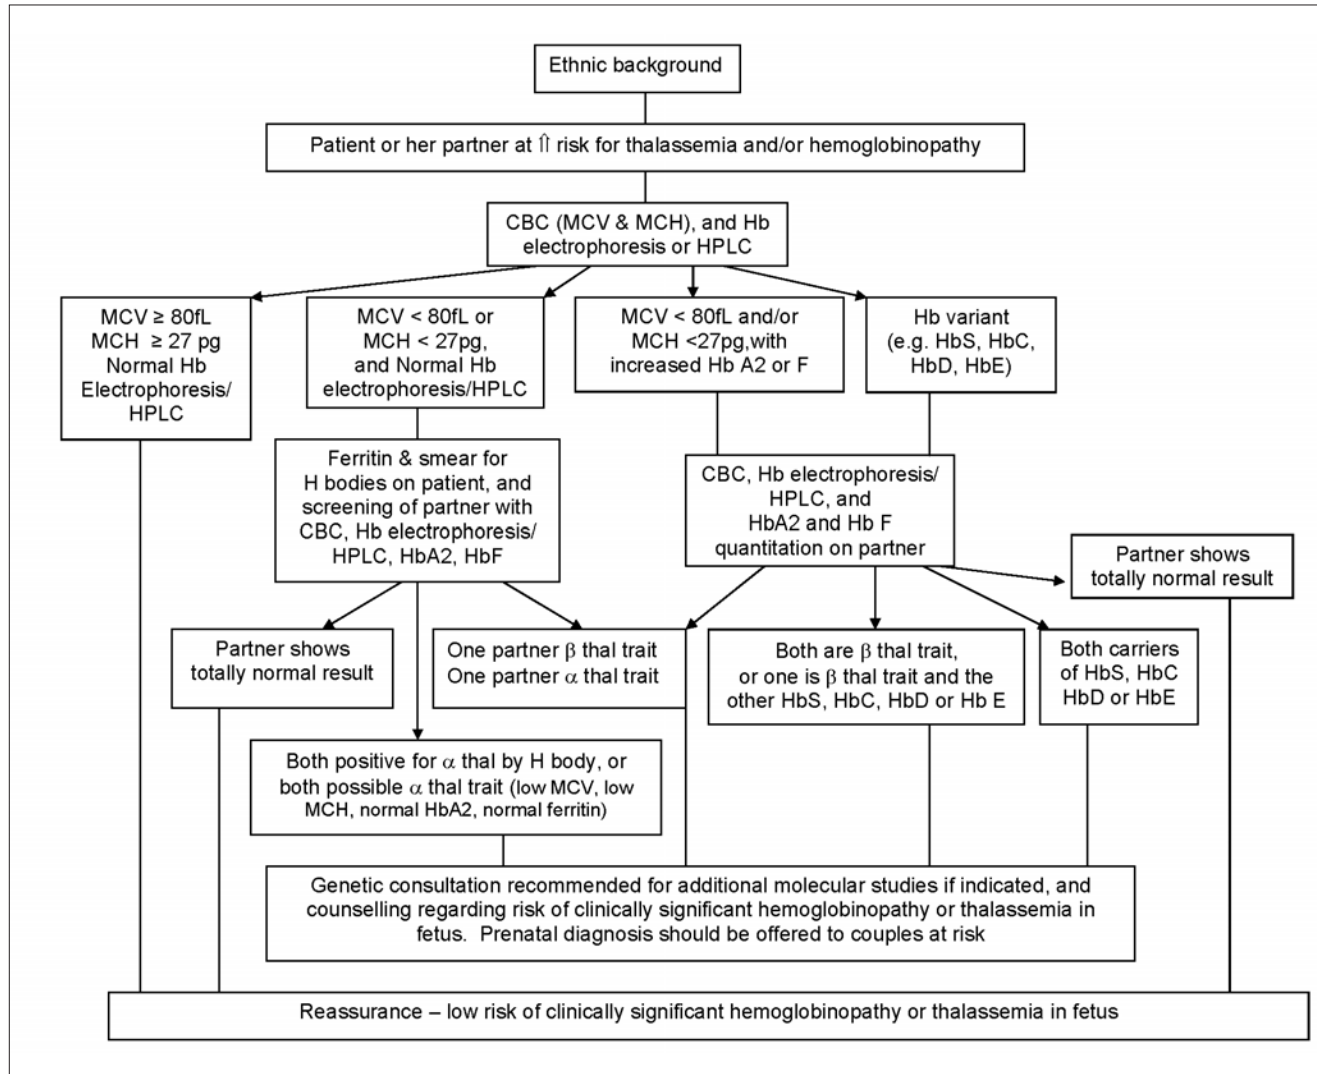 Ethnic background
Patient or her partner at ⇑ risk for thalassemia and/or hemoglobinopathy
CBC (MCV & MCH), and Hb
electrophoresis or HPLC
MCV ≥ 80fL
MCH ≥ 27 pg
Normal Hb
Electrophoresis/
HPLC
MCV < 80fL or
MCH < 27pg,
and Normal Hb
electrophoresis/HPLC
MCV < 80fL and/or
MCH <27pg,with
increased Hb A2 or F
Hb variant
(e.g. HbS, HbC,
HbD, HbE)
Ferritin & smear for
H bodies on patient, and
screening of partner with
CBC, Hb electrophoresis/
HPLC, HbA2, HbF
CBC, Hb electrophoresis/
HPLC, and
HbA2 and Hb F
quantitation on partner
Partner shows
totally normal result
Partner shows
totally normal result
One partner β thal trait
One partner α thal trait
Both are β thal trait,
or one is β thal trait and the
other HbS, HbC, HbD or Hb E
Both carriers
of HbS, HbC
HbD or HbE
Both positive for α thal by H body, or
both possible α thal trait (low MCV, low
MCH, normal HbA2, normal ferritin)
Genetic consultation recommended for additional molecular studies if indicated, and
counselling regarding risk of clinically significant hemoglobinopathy or thalassemia in
fetus.  Prenatal diagnosis should be offered to couples at risk
Reassurance – low risk of clinically significant hemoglobinopathy or thalassemia in fetus